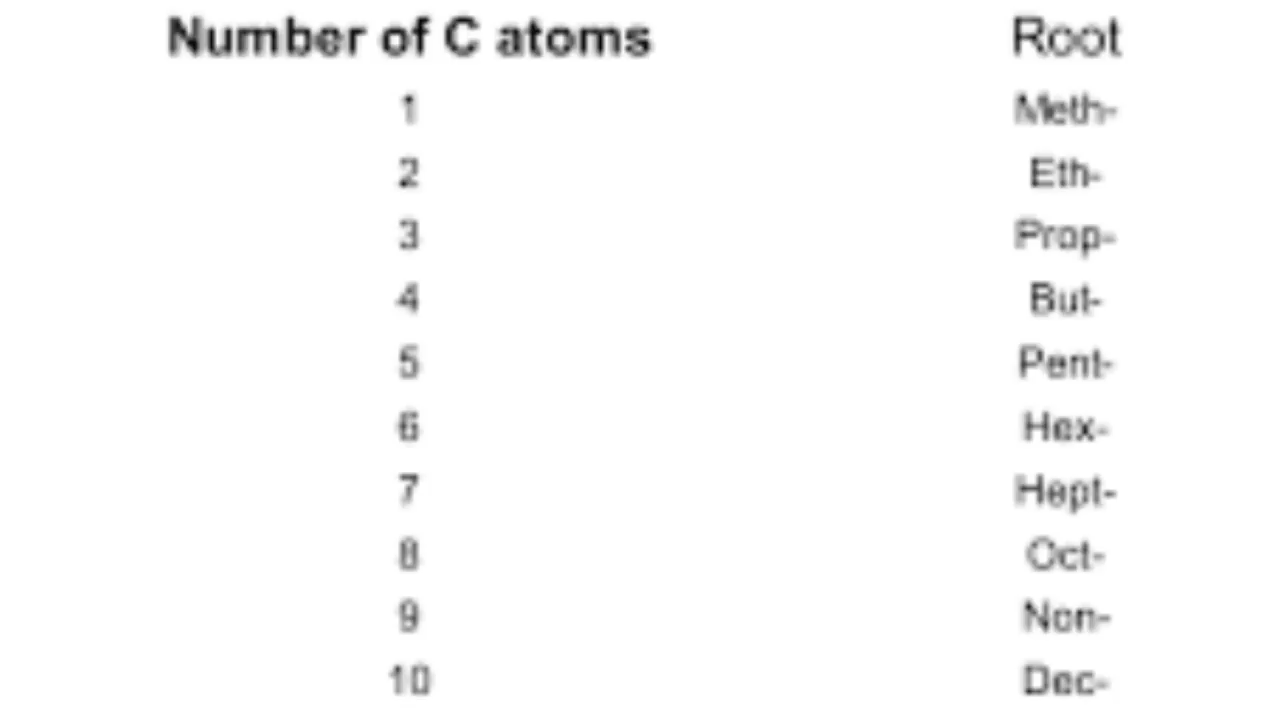 Number of C atoms Root
1 Meth-
2 Eth-
3 Prop-
4 But-
5 Pent-
6 Hex-
7 Hept-
8 Oct-
9 Non-
10 Dec-